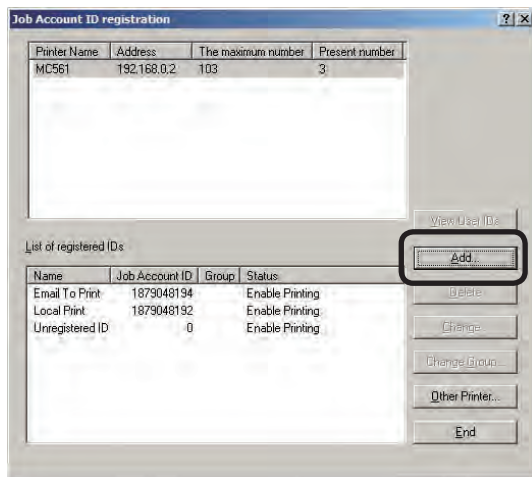 Job Account ID registration
Printer Name Address The maximum number Present number
MC561 192.168.0.2 103 3
View User IDs
List of registered IDs
Add...
Name Job Account ID Group Status
Email To Print 1879048194 Enable Printing
Delete
Local Print 1879048192 Enable Printing
Unregistered ID 0 Enable Printing
Change
Change Group...
Other Printer...
End